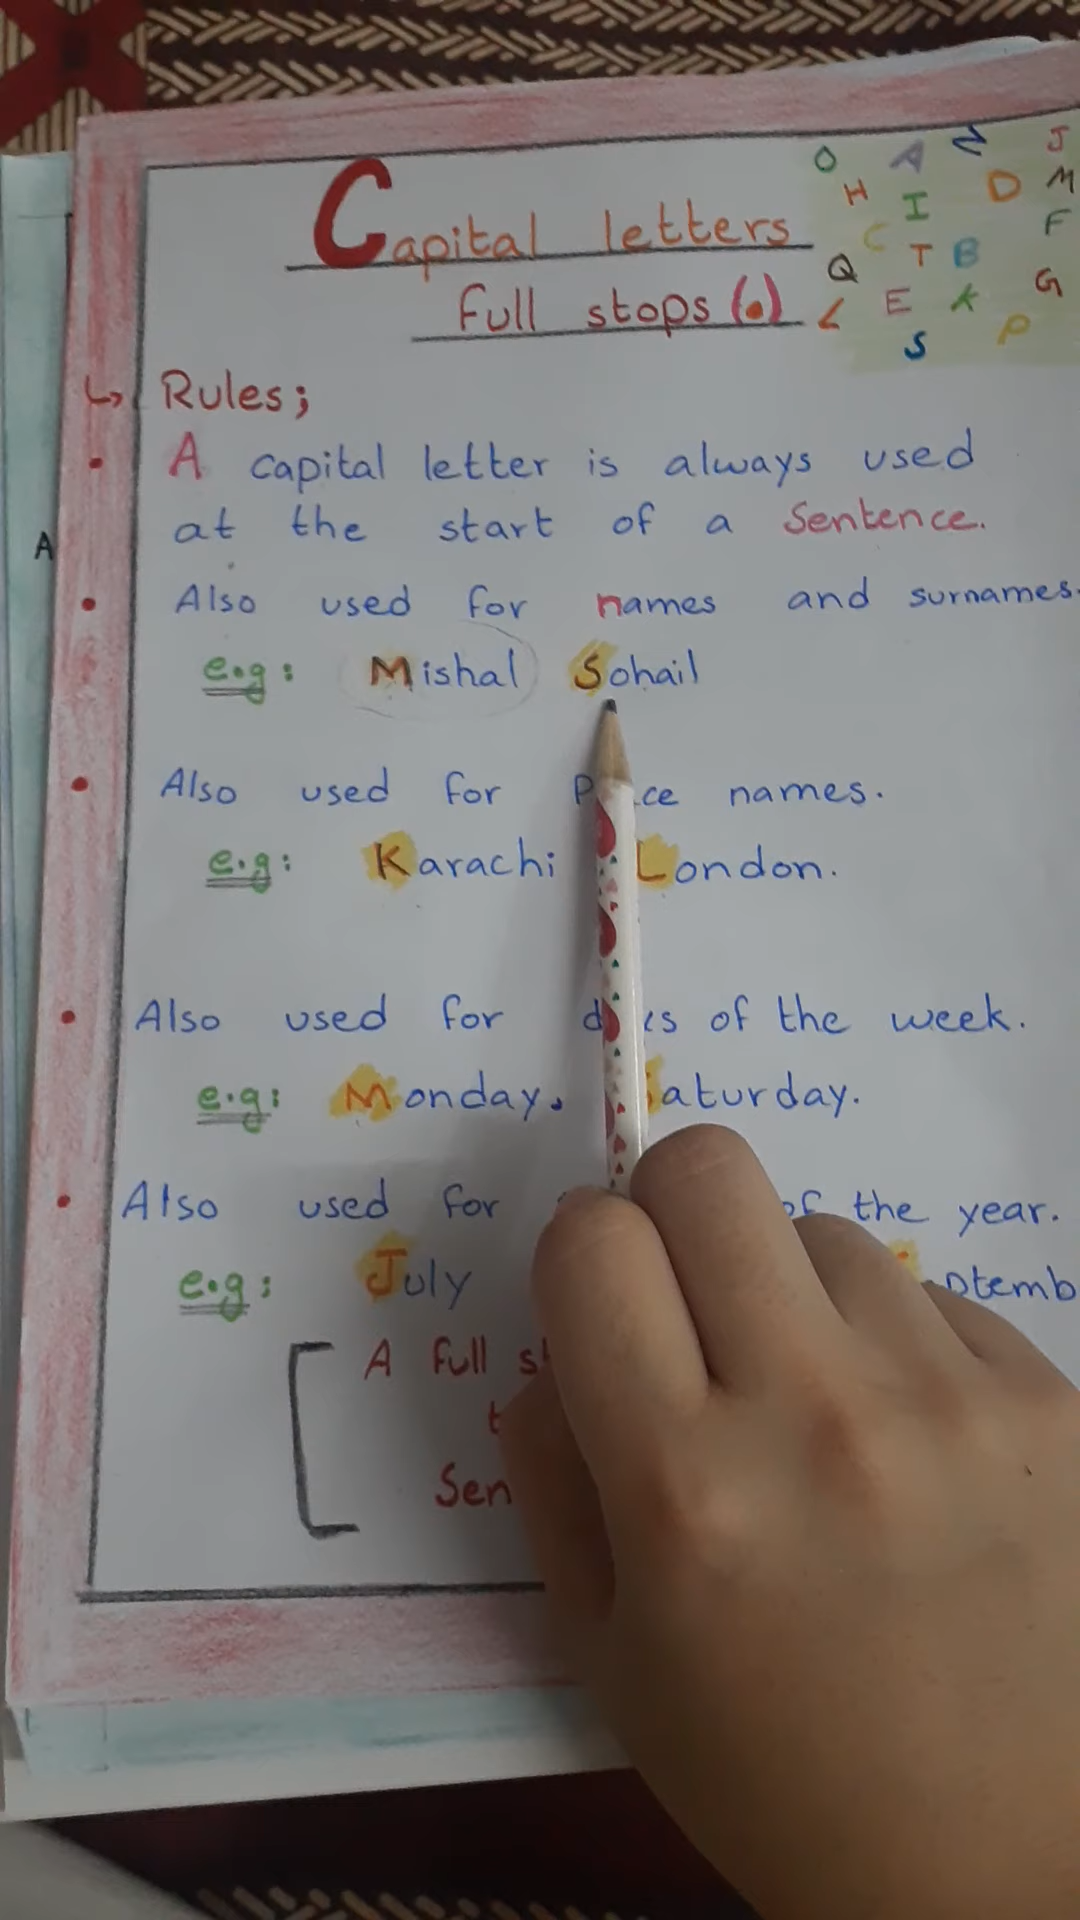 Capital letters
full stops (.)
O A N J
H I D M
C T B F
Q E K G
L S P
Rules;
A capital letter is always used
at the start of a Sentence.
A
Also used for names and surnames.
e.g: Mishal Sohail
Also used for names.
e.g: Karachi London.
Also used for of the week.
e.g: Monday. Saturday.
Also used for of the year.
e.g: July
A full